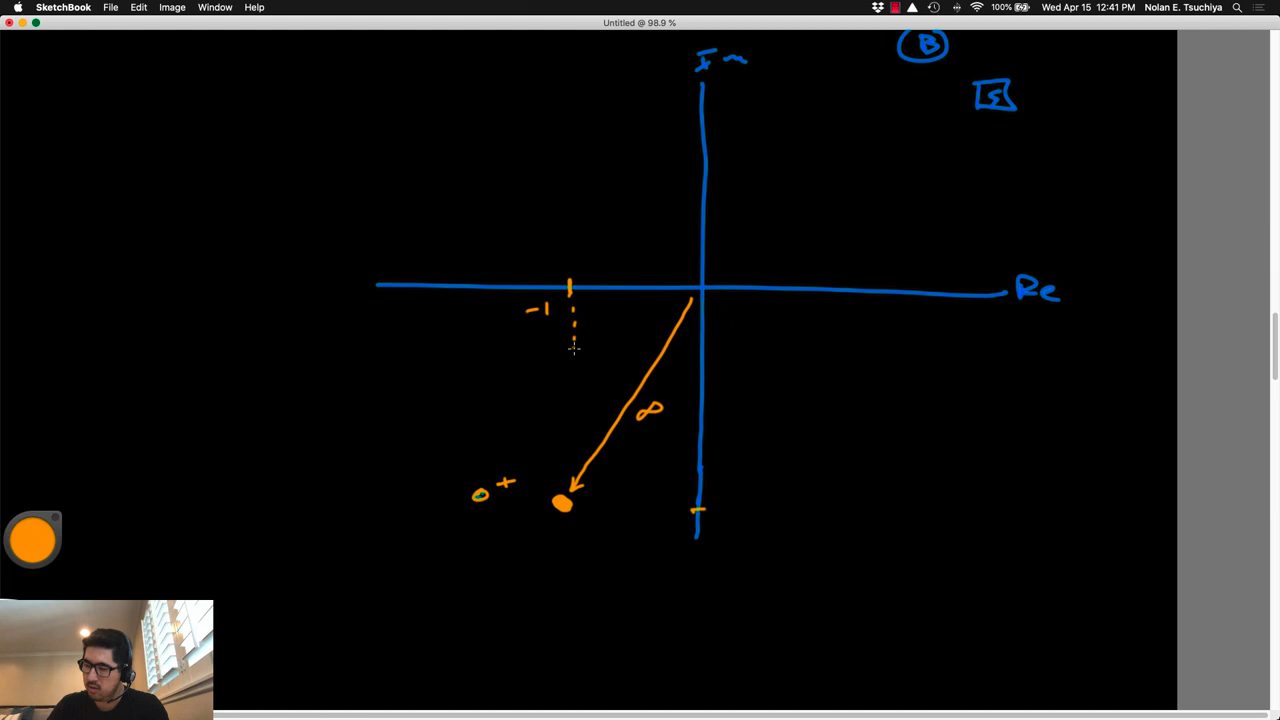 SketchBook File Edit Image Window Help 100% Wed Apr 15 12:41 PM Nolan E. Tsuchiya
Untitled @ 98.9 %
B
Im
S
Re
-1
∞
0+